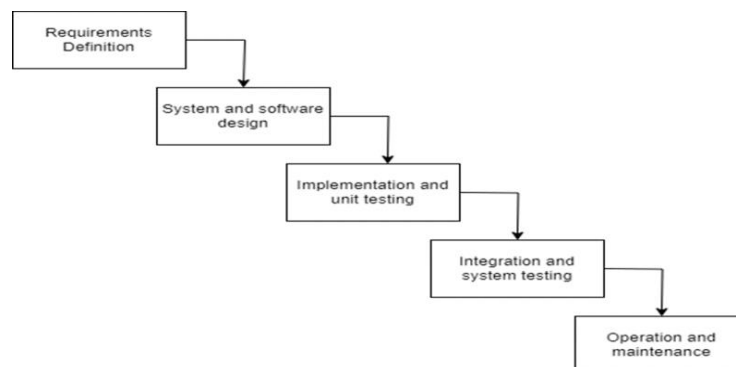 Requirements
Definition
System and software
design
Implementation and
unit testing
Integration and
system testing
Operation and
maintenance